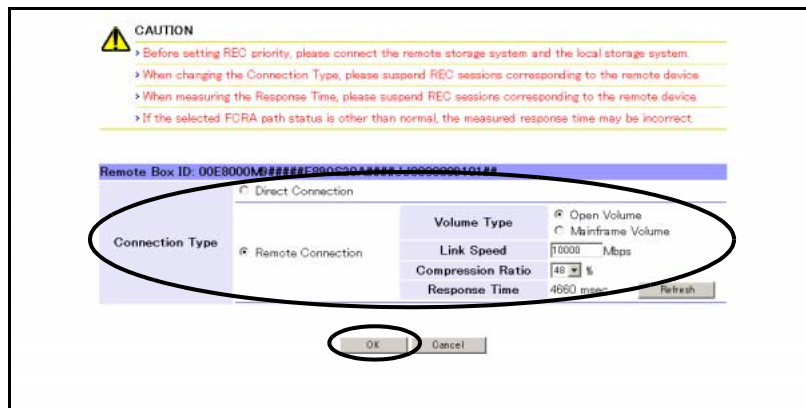 CAUTION
Before setting REC priority, please connect the remote storage system and the local storage system.
When changing the Connection Type, please suspend REC sessions corresponding to the remote device.
When measuring the Response Time, please suspend REC sessions corresponding to the remote device.
If the selected FCRA path status is other than normal, the measured response time may be incorrect.
Remote Box ID:
Connection Type
Direct Connection
Remote Connection
Volume Type
Open Volume
Mainframe Volume
Link Speed
10000 Mbps
Compression Ratio
48 %
Response Time
4660 msec
Refresh
OK
Cancel